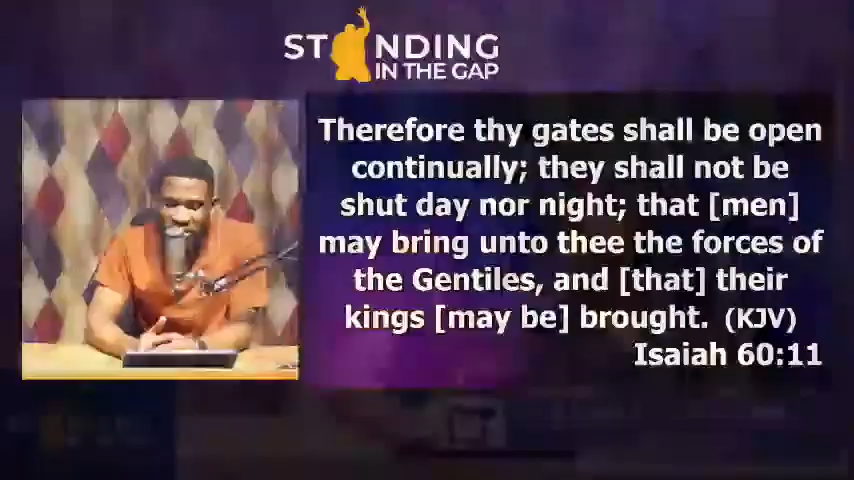 STANDING
IN THE GAP
Therefore thy gates shall be open
continually; they shall not be
shut day nor night; that [men]
may bring unto thee the forces of
the Gentiles, and [that] their
kings [may be] brought. (KJV)
Isaiah 60:11